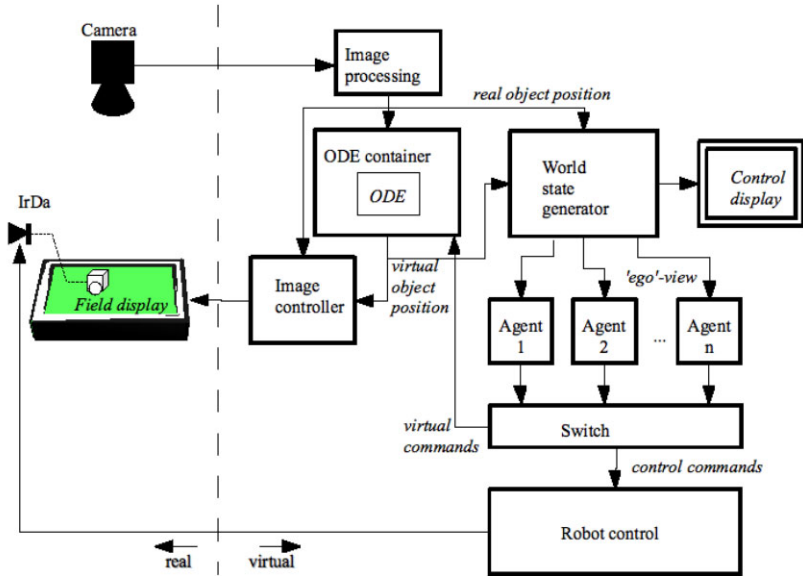 Camera
Image
processing
real object position
ODE container
ODE
World
state
generator
Control
display
IrDa
Field display
Image
controller
virtual
object
position
'ego'-view
Agent
1
Agent
2
...
Agent
n
virtual
commands
Switch
control commands
Robot control
real
virtual